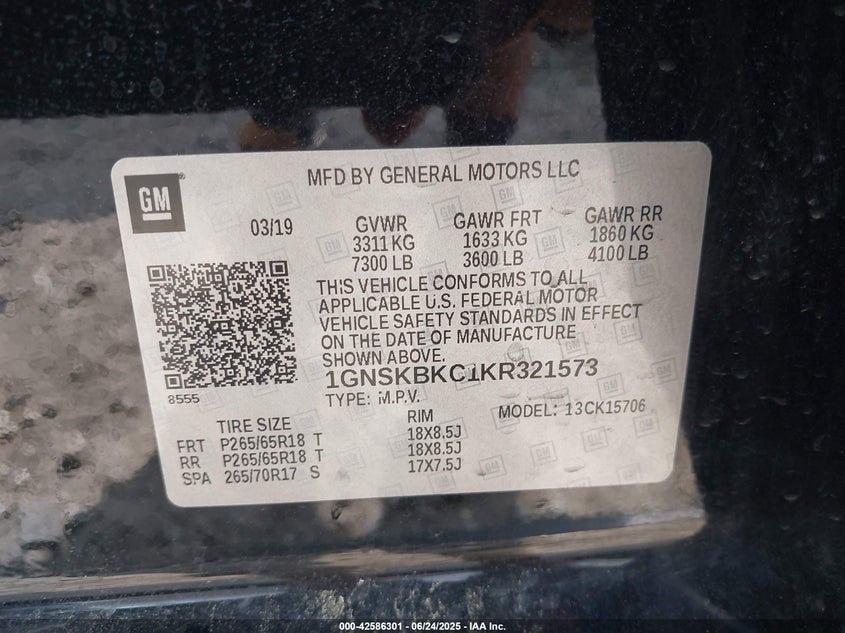 GM
MFD BY GENERAL MOTORS LLC
03/19
GVWR
3311 KG
7300 LB
GAWR FRT
1633 KG
3600 LB
GAWR RR
1860 KG
4100 LB
THIS VEHICLE CONFORMS TO ALL
APPLICABLE U.S. FEDERAL MOTOR
VEHICLE SAFETY STANDARDS IN EFFECT
ON THE DATE OF MANUFACTURE
SHOWN ABOVE.
1GNSKBKC1KR321573
8555
TYPE: M.P.V.
MODEL: 13CK15706
TIRE SIZE RIM
FRT P265/65R18 T 18X8.5J
RR P265/65R18 T 18X8.5J
SPA 265/70R17 S 17X7.5J
000-42586301 - 06/24/2025 - IAA Inc.